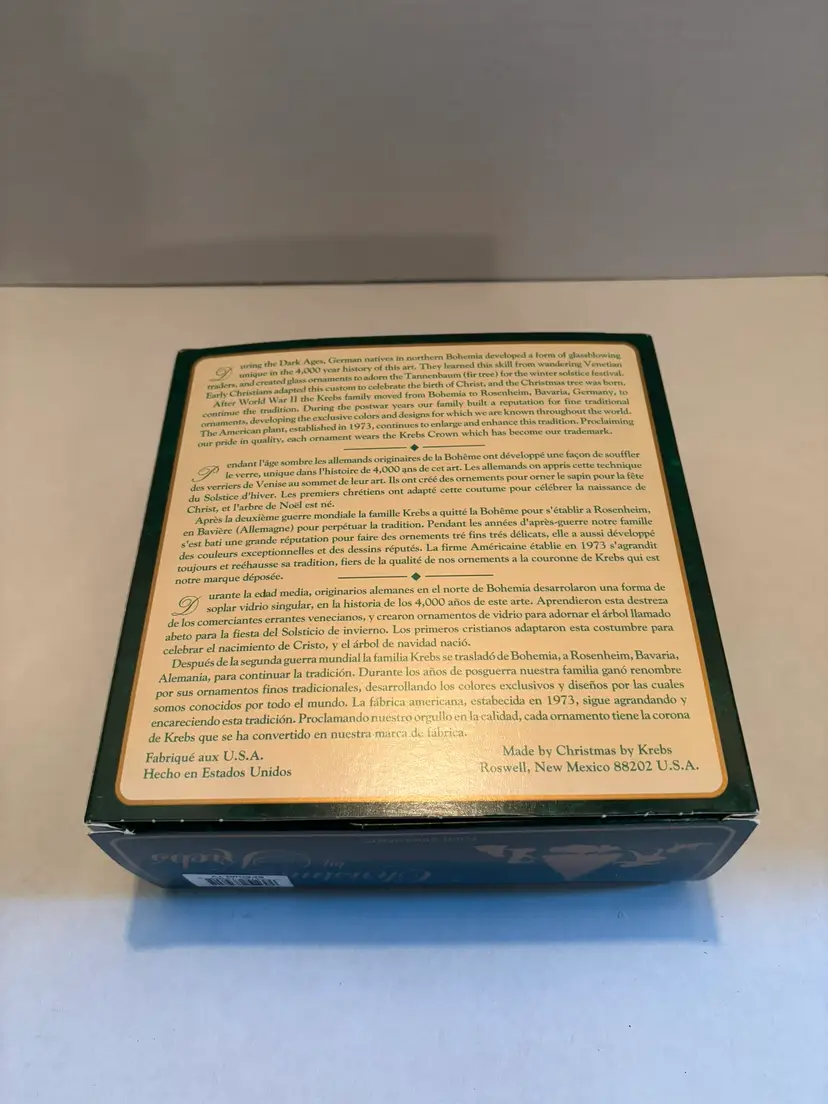 During the Dark Ages, German natives in northern Bohemia developed a form of glassblowing
unique in the 4,000 year history of this art. They learned this skill from wandering Venetian
traders, and created glass ornaments to adorn the Tannenbaum (fir tree) for the winter solstice festival.
Early Christians adapted this custom to celebrate the birth of Christ, and the Christmas tree was born.
After World War II the Krebs family moved from Bohemia to Rosenheim, Bavaria, Germany, to
continue the tradition. During the postwar years our family built a reputation for fine traditional
ornaments, developing the exclusive colors and designs for which we are known throughout the world.
The American plant, established in 1973, continues to enlarge and enhance this tradition. Proclaiming
our pride in quality, each ornament wears the Krebs Crown which has become our trademark.
Pendant l'âge sombre les allemands originaires de la Bohême ont développé une façon de souffler
le verre, unique dans l'histoire de 4,000 ans de cet art. Les allemands on appris cette technique
des verriers de Venise au sommet de leur art. Ils ont créé des ornements pour orner le sapin pour la fête
du Solstice d'hiver. Les premiers chrétiens ont adapté cette coutume pour célébrer la naissance de
Christ, et l'arbre de Noël est né.
Après la deuxième guerre mondiale la famille Krebs a quitté la Bohême pour s'établir a Rosenheim,
en Bavière (Allemagne) pour perpétuar la tradition. Pendant les années d'après-guerre notre famille
s'est bati une grande réputation pour faire des ornements tré fins trés délicats, elle a aussi développé
des couleurs exceptionnelles et des dessins réputés. La firme Américaine établie en 1973 s'agrandit
toujours et reéhausse sa tradition, fiers de la qualité de nos ornements a la couronne de Krebs qui est
notre marque déposée.
Durante la edad media, originarios alemanes en el norte de Bohemia desarrolaron una forma de
soplar vidrio singular, en la historia de los 4,000 años de este arte. Aprendieron esta destreza
de los comerciantes errantes venecianos, y crearon ornamentos de vidrio para adornar el árbol llamado
abeto para la fiesta del Solsticio de invierno. Los primeros cristianos adaptaron esta costumbre para
celebrar el nacimiento de Cristo, y el árbol de navidad nació.
Después de la segunda guerra mundial la familia Krebs se trasladó de Bohemia, a Rosenheim, Bavaria,
Alemania, para continuar la tradición. Durante los años de posguerra nuestra familia ganó renombre
por sus ornamentos finos tradicionales, desarrollando los colores exclusivos y diseños por las cuales
somos conocidos por todo el mundo. La fábrica americana, estabecida en 1973, sigue agrandando y
encareciendo esta tradición. Proclamando nuestro orgullo en la calidad, cada ornamento tiene la corona
de Krebs que se ha convertido en nuestra marca de fábrica.
Fabriqué aux U.S.A.
Hecho en Estados Unidos
Made by Christmas by Krebs
Roswell, New Mexico 88202 U.S.A.
Christmas
by Krebs